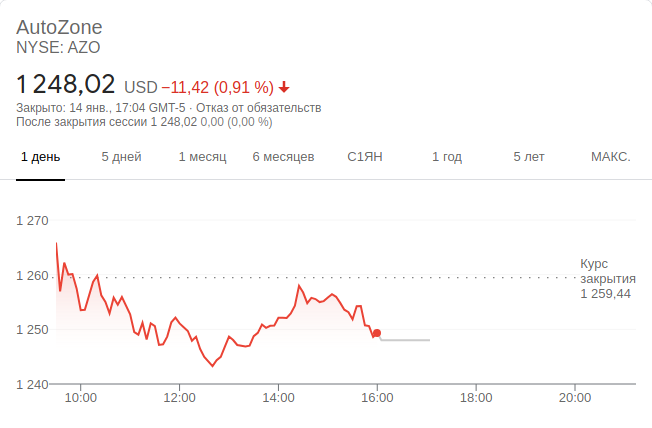 AutoZone
NYSE: AZO
1 248,02 USD −11,42 (0,91 %)
Закрыто: 14 янв., 17:04 GMT-5 · Отказ от обязательств
После закрытия сессии 1 248,02 0,00 (0,00 %)
1 день 5 дней 1 месяц 6 месяцев С1ЯН 1 год 5 лет МАКС.
1 270
1 260
1 250
1 240
Курс
закрытия
1 259,44
10:00 12:00 14:00 16:00 18:00 20:00